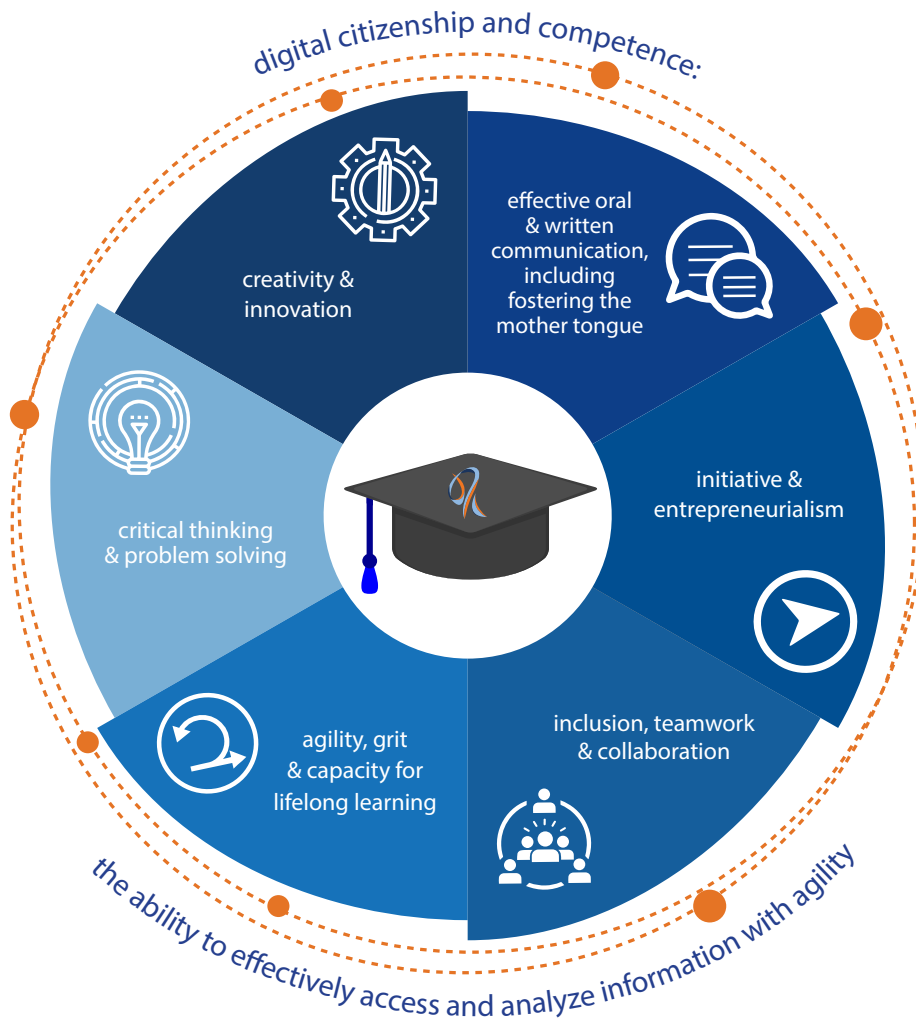 digital citizenship and competence:
effective oral
& written
communication,
including
fostering the
mother tongue
initiative &
entrepreneurialism
inclusion, teamwork
& collaboration
agility, grit
& capacity for
lifelong learning
critical thinking
& problem solving
creativity &
innovation
the ability to effectively access and analyze information with agility